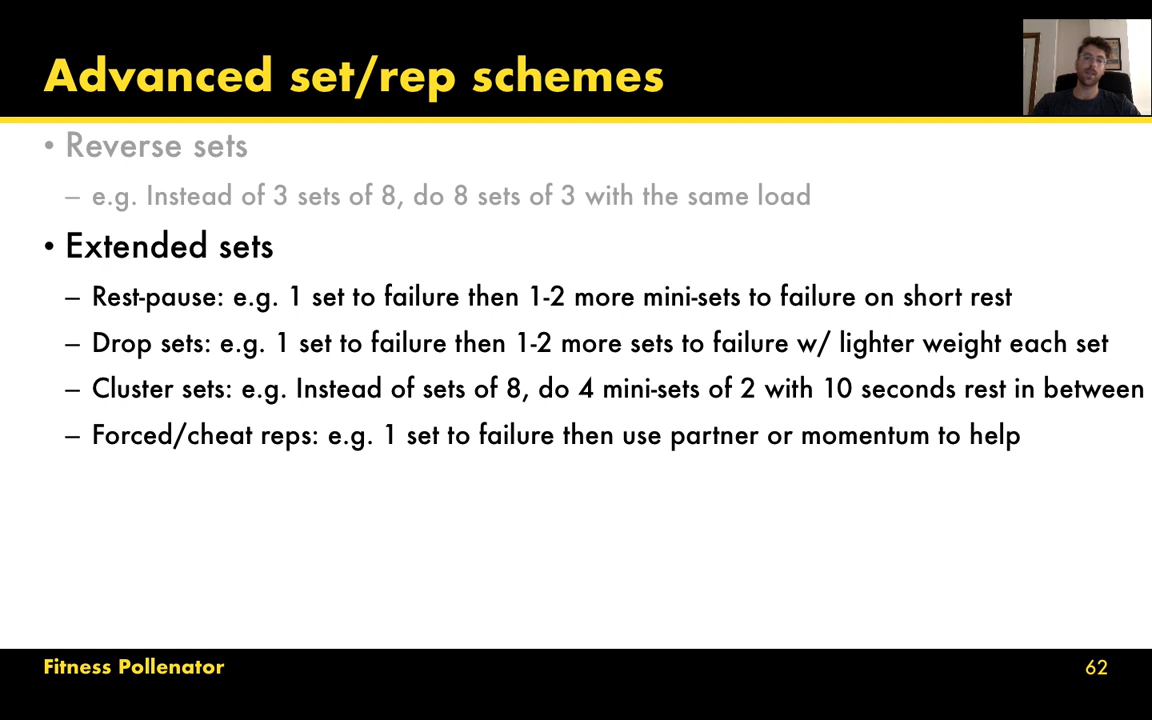 Advanced set/rep schemes
• Reverse sets
– e.g. Instead of 3 sets of 8, do 8 sets of 3 with the same load
• Extended sets
– Rest-pause: e.g. 1 set to failure then 1-2 more mini-sets to failure on short rest
– Drop sets: e.g. 1 set to failure then 1-2 more sets to failure w/ lighter weight each set
– Cluster sets: e.g. Instead of sets of 8, do 4 mini-sets of 2 with 10 seconds rest in between
– Forced/cheat reps: e.g. 1 set to failure then use partner or momentum to help
Fitness Pollenator
62